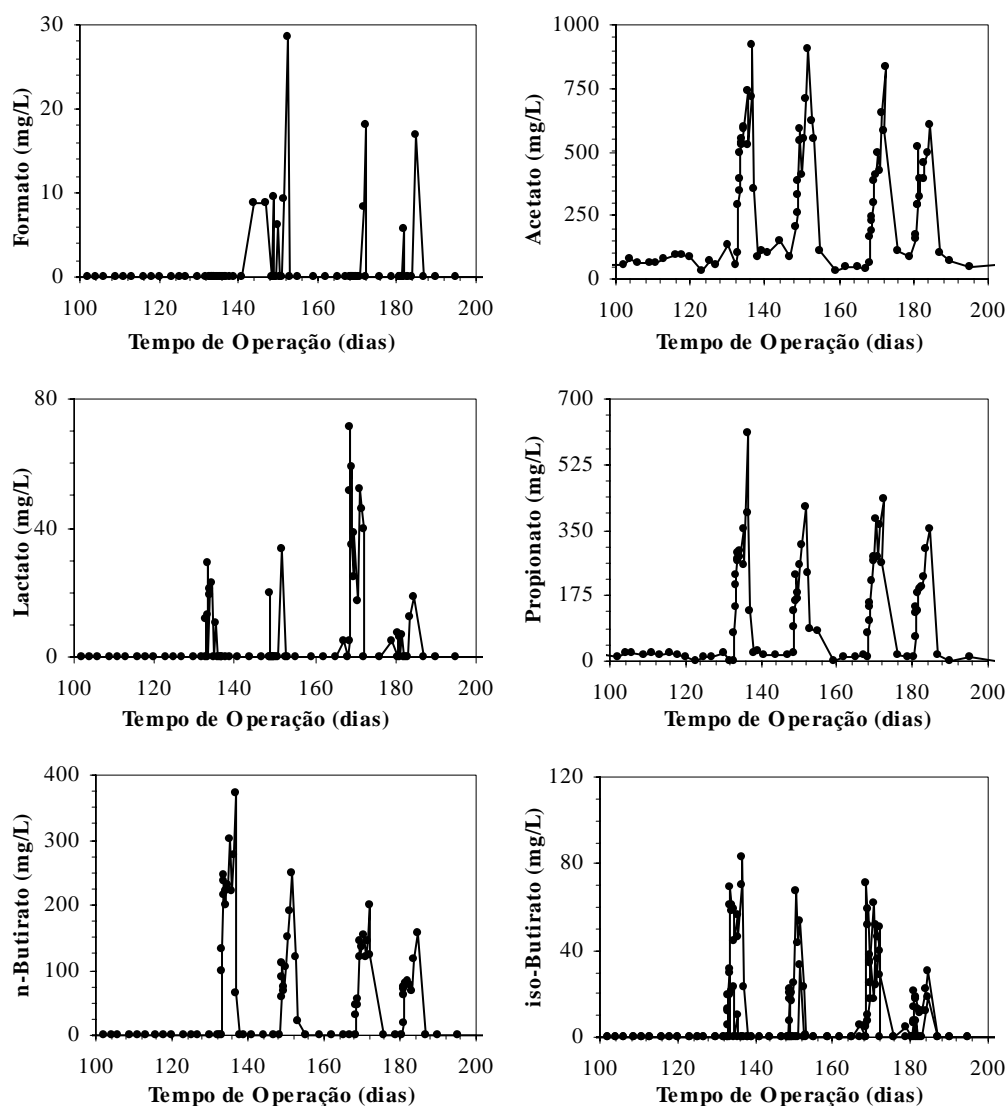 Formato (mg/L)
30
20
10
0
100 120 140 160 180 200
Tempo de Operação (dias)
Acetato (mg/L)
1000
750
500
250
0
100 120 140 160 180 200
Tempo de Operação (dias)
Lactato (mg/L)
80
40
0
100 120 140 160 180 200
Tempo de Operação (dias)
Propionato (mg/L)
700
525
350
175
0
100 120 140 160 180 200
Tempo de Operação (dias)
n-Butirato (mg/L)
400
300
200
100
0
100 120 140 160 180 200
Tempo de Operação (dias)
iso-Butirato (mg/L)
120
80
40
0
100 120 140 160 180 200
Tempo de Operação (dias)